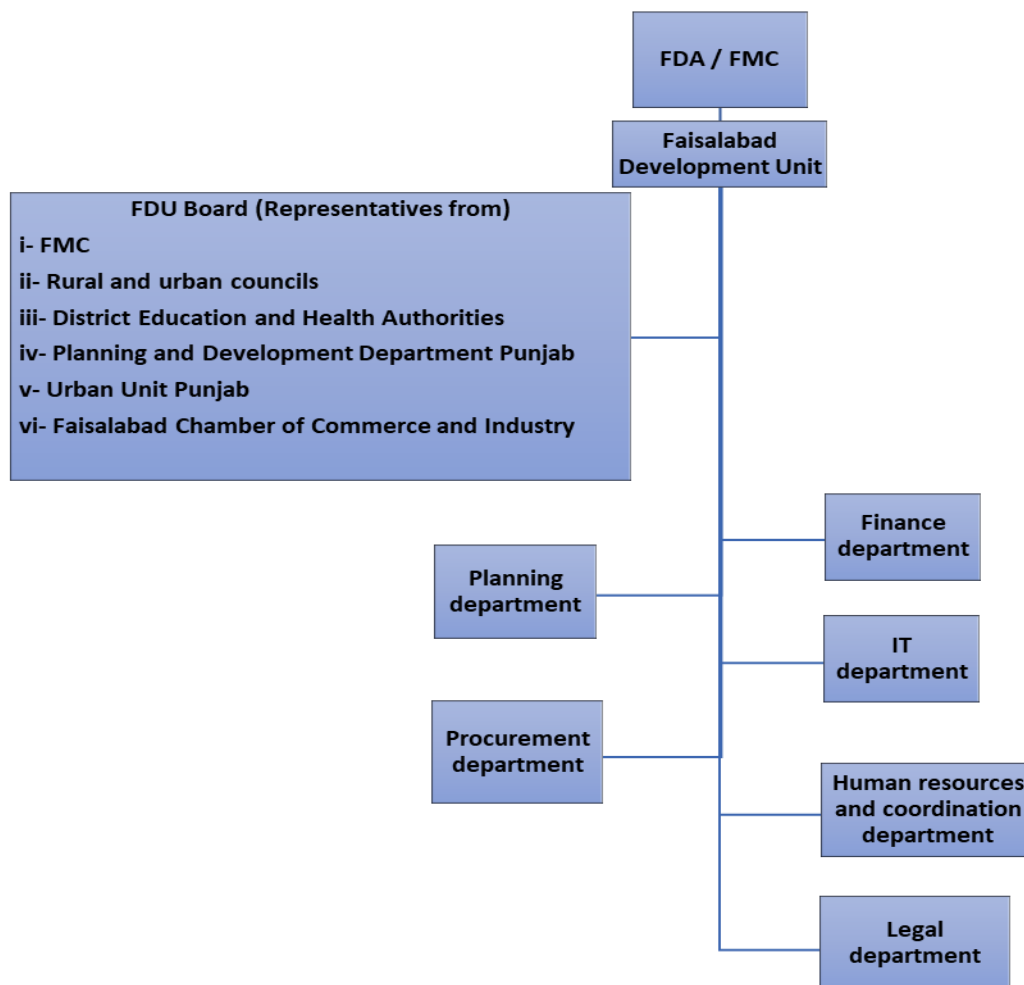 FDA / FMC
Faisalabad
Development Unit
FDU Board (Representatives from)
i- FMC
ii- Rural and urban councils
iii- District Education and Health Authorities
iv- Planning and Development Department Punjab
v- Urban Unit Punjab
vi- Faisalabad Chamber of Commerce and Industry
Finance
department
Planning
department
IT
department
Procurement
department
Human resources
and coordination
department
Legal
department